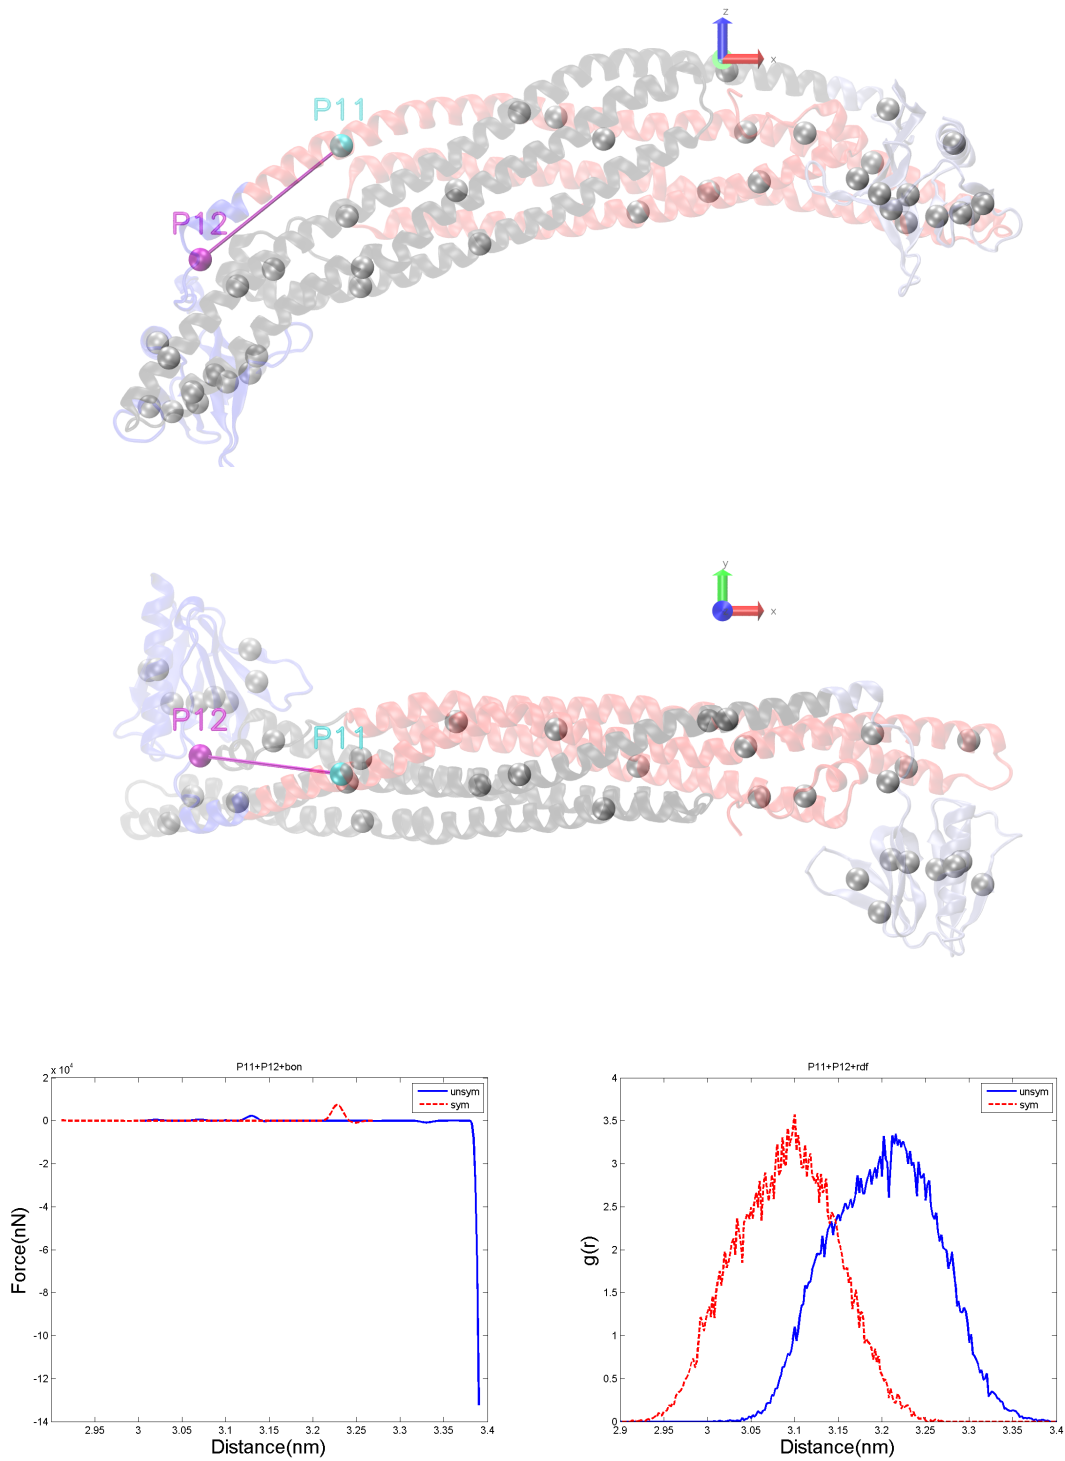 z
x
P11
P12
y
x
P12
P11
P11+P12+bon
x 10⁴
unsym
sym
2
0
-2
-4
-6
-8
-10
-12
-14
2.95
3
3.05
3.1
3.15
3.2
3.25
3.3
3.35
3.4
Force(nN)
Distance(nm)
P11+P12+rdf
unsym
sym
4
3.5
3
2.5
2
1.5
1
0.5
0
2.9
2.95
3
3.05
3.1
3.15
3.2
3.25
3.3
3.35
3.4
g(r)
Distance(nm)